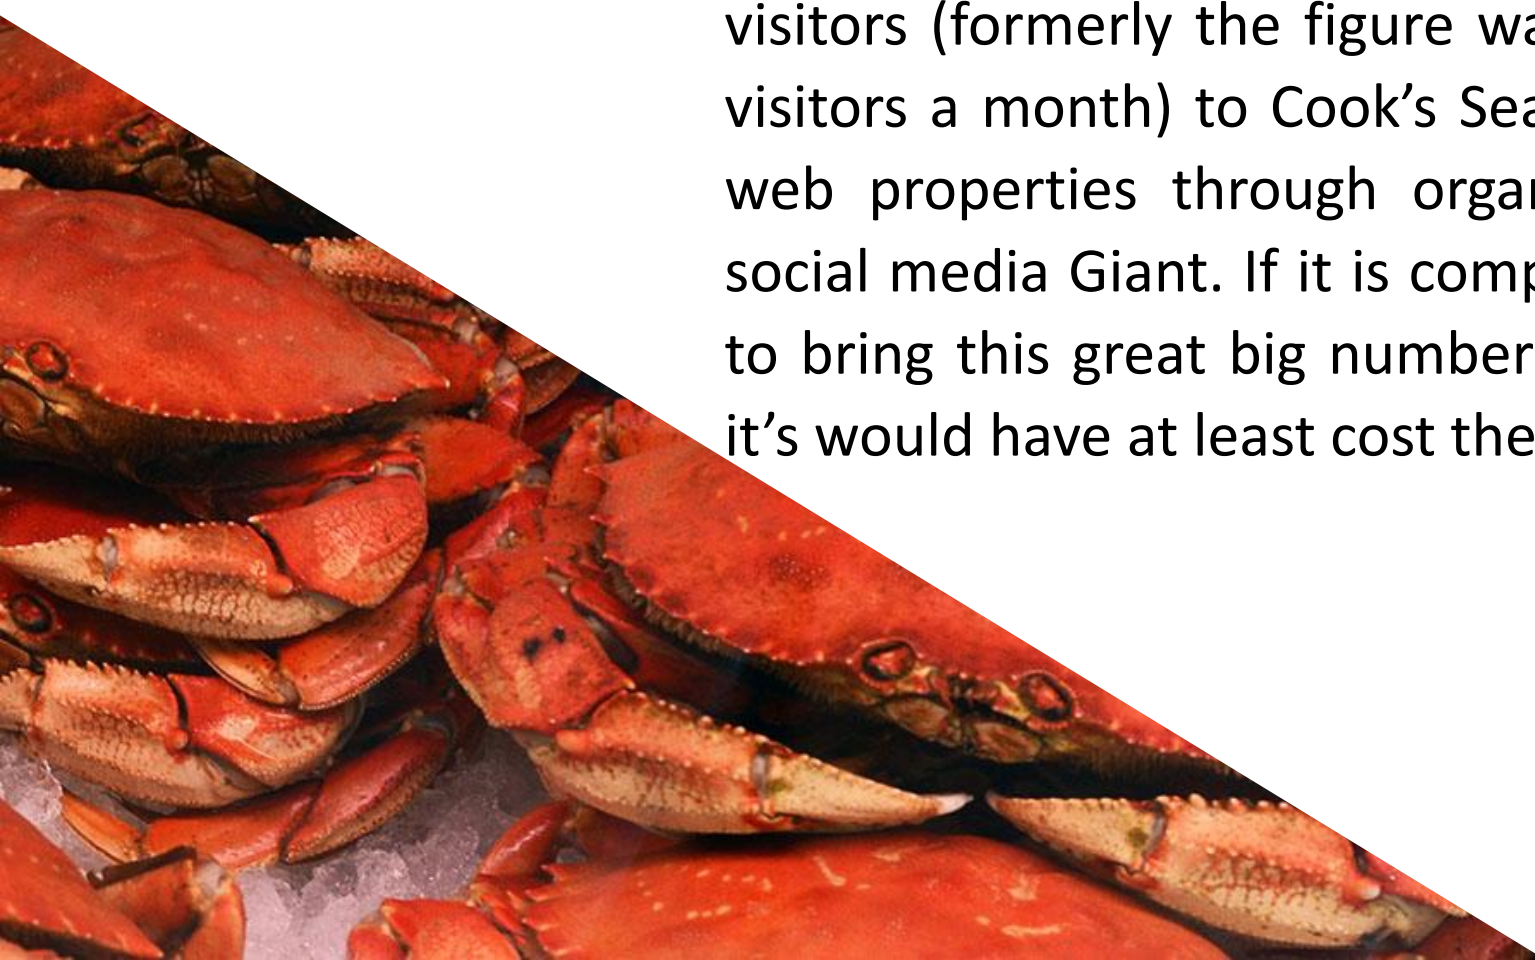 visitors (formerly the figure
visitors a month) to Cook’s
web properties through
social media Giant. If it is
to bring this great big number
it’s would have at least cost the